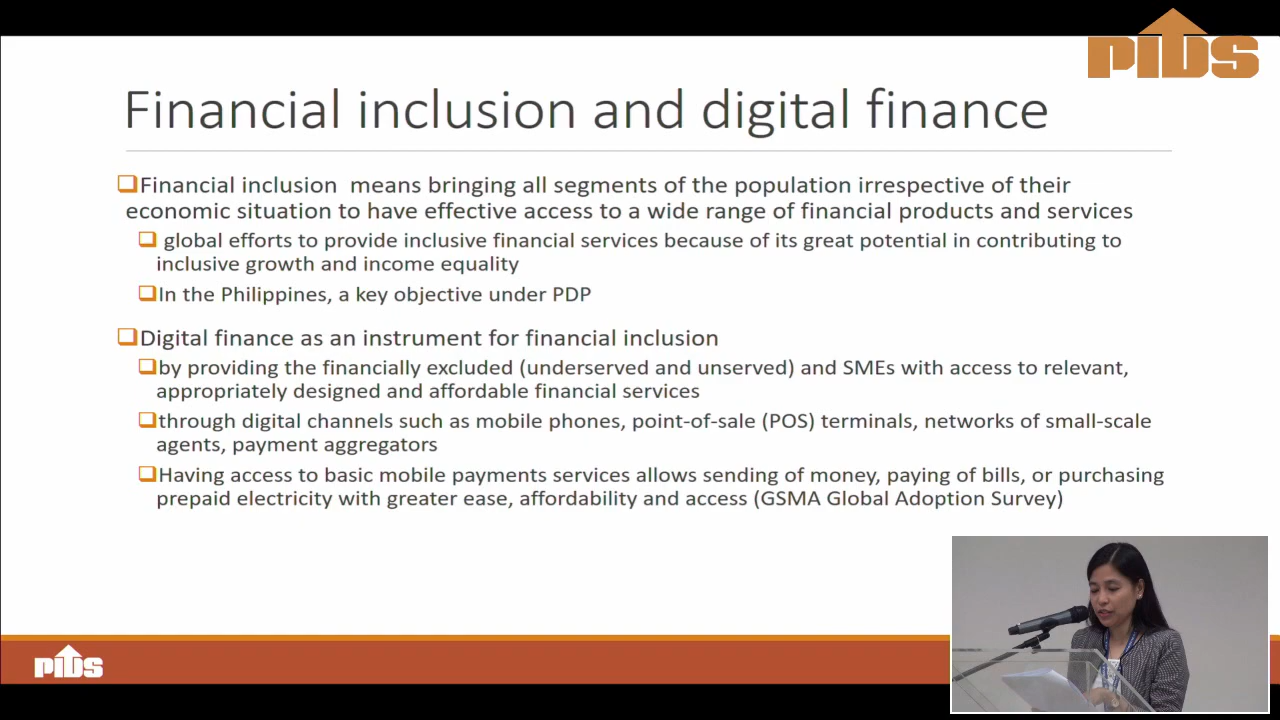 PIDS
Financial inclusion and digital finance
Financial inclusion means bringing all segments of the population irrespective of their
economic situation to have effective access to a wide range of financial products and services
global efforts to provide inclusive financial services because of its great potential in contributing to
inclusive growth and income equality
In the Philippines, a key objective under PDP
Digital finance as an instrument for financial inclusion
by providing the financially excluded (underserved and unserved) and SMEs with access to relevant,
appropriately designed and affordable financial services
through digital channels such as mobile phones, point-of-sale (POS) terminals, networks of small-scale
agents, payment aggregators
Having access to basic mobile payments services allows sending of money, paying of bills, or purchasing
prepaid electricity with greater ease, affordability and access (GSMA Global Adoption Survey)
PIDS